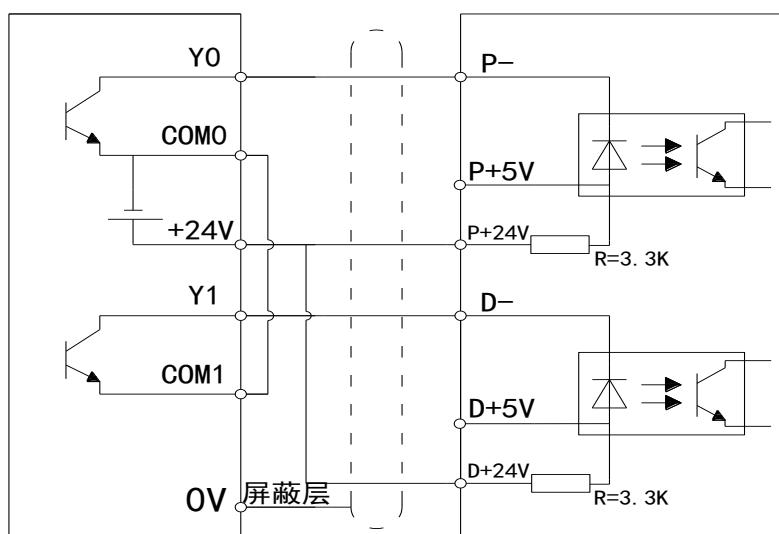 Y0
P-
COM0
P+5V
+24V
P+24V
R=3.3K
Y1
D-
COM1
D+5V
D+24V
0V
屏蔽层
R=3.3K